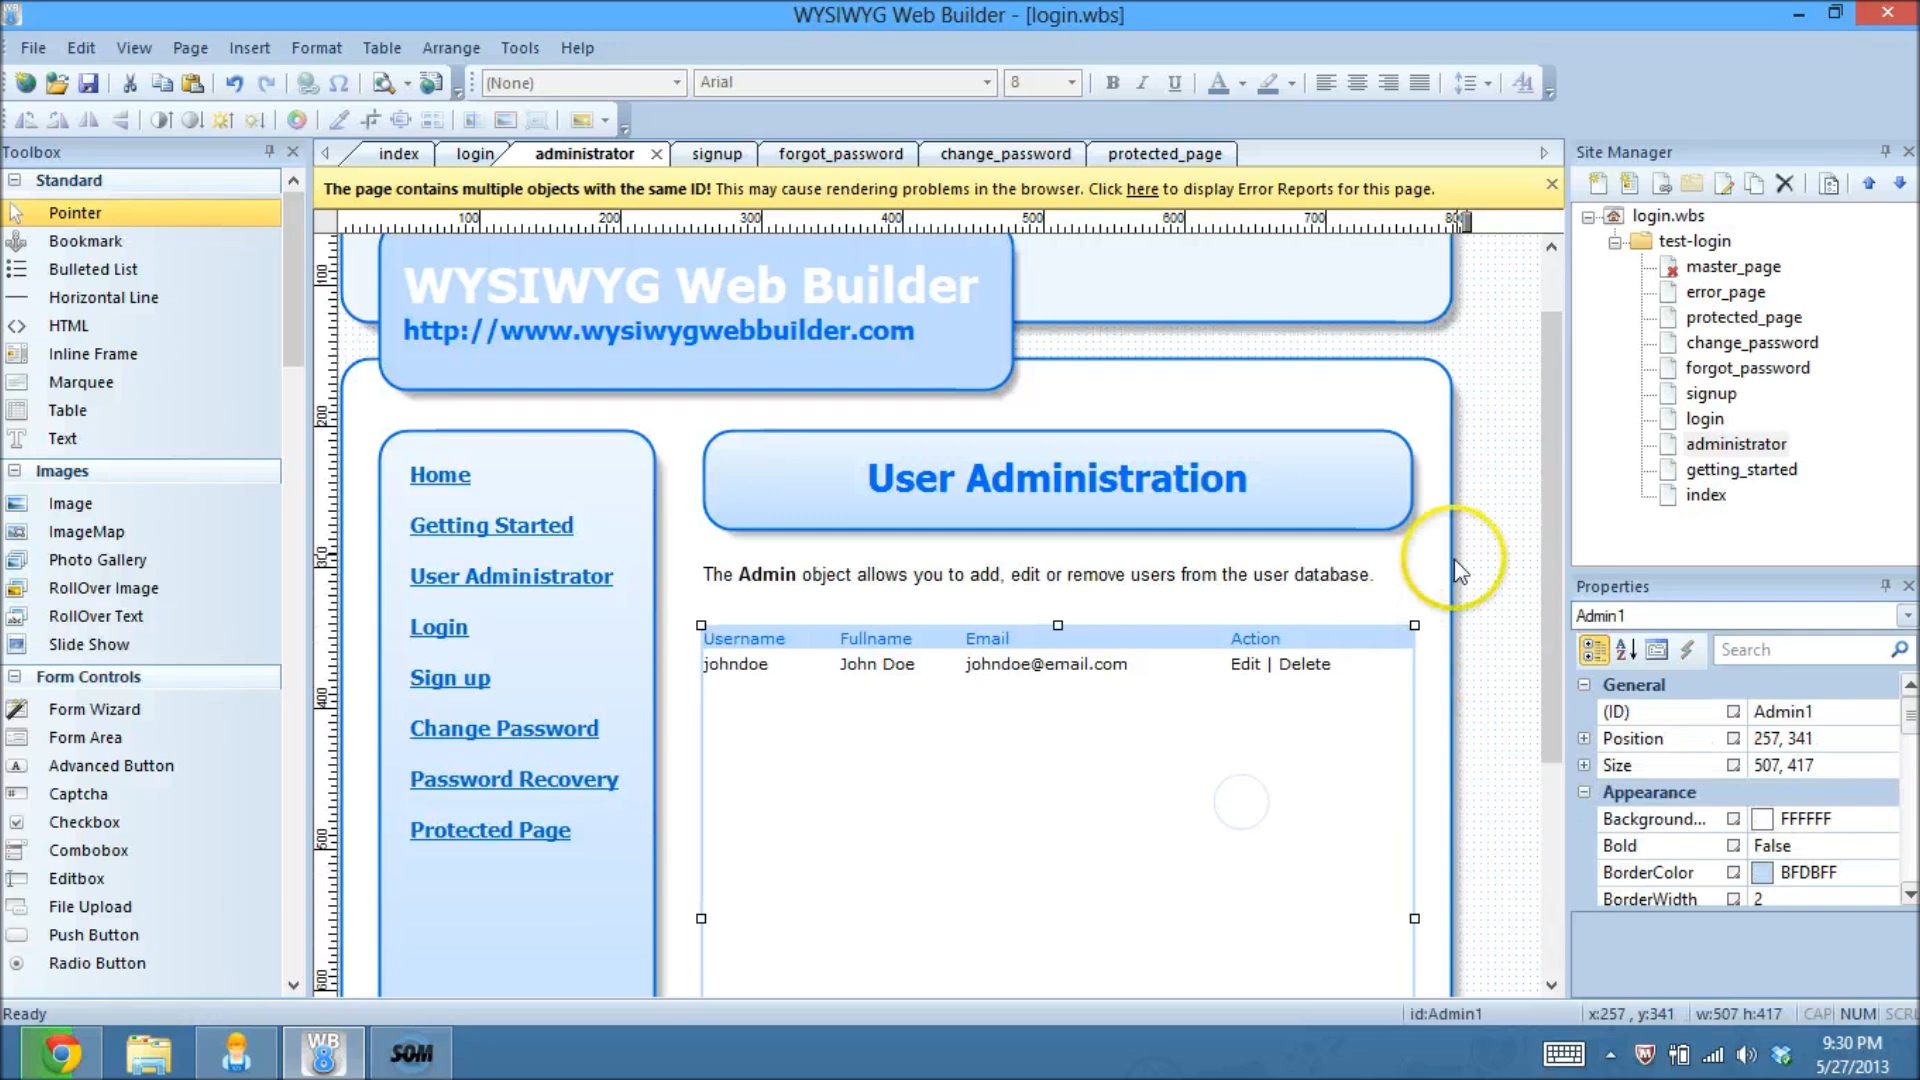 WYSIWYG Web Builder - [login.wbs]
File Edit View Page Insert Format Table Arrange Tools Help
(None) Arial 8 B I U
Toolbox
Standard
Pointer
Bookmark
Bulleted List
Horizontal Line
HTML
Inline Frame
Marquee
Table
Text
Images
Image
ImageMap
Photo Gallery
RollOver Image
RollOver Text
Slide Show
Form Controls
Form Wizard
Form Area
Advanced Button
Captcha
Checkbox
Combobox
Editbox
File Upload
Push Button
Radio Button
index login administrator signup forgot_password change_password protected_page
The page contains multiple objects with the same ID! This may cause rendering problems in the browser. Click here to display Error Reports for this page.
100 200 300 400 500 600 700
100
200
300
400
500
600
WYSIWYG Web Builder
http://www.wysiwygwebbuilder.com
Home
Getting Started
User Administrator
Login
Sign up
Change Password
Password Recovery
Protected Page
User Administration
The Admin object allows you to add, edit or remove users from the user database.
Username Fullname Email Action
johndoe John Doe johndoe@email.com Edit | Delete
Site Manager
login.wbs
test-login
master_page
error_page
protected_page
change_password
forgot_password
signup
login
administrator
getting_started
index
Properties
Admin1
Search
General
(ID) Admin1
Position 257, 341
Size 507, 417
Appearance
Background... FFFFFF
Bold False
BorderColor BFDBFF
BorderWidth 2
Ready id:Admin1 x:257 , y:341 w:507 h:417 CAP NUM SCRL
WB
8
SOM
9:30 PM
5/27/2013